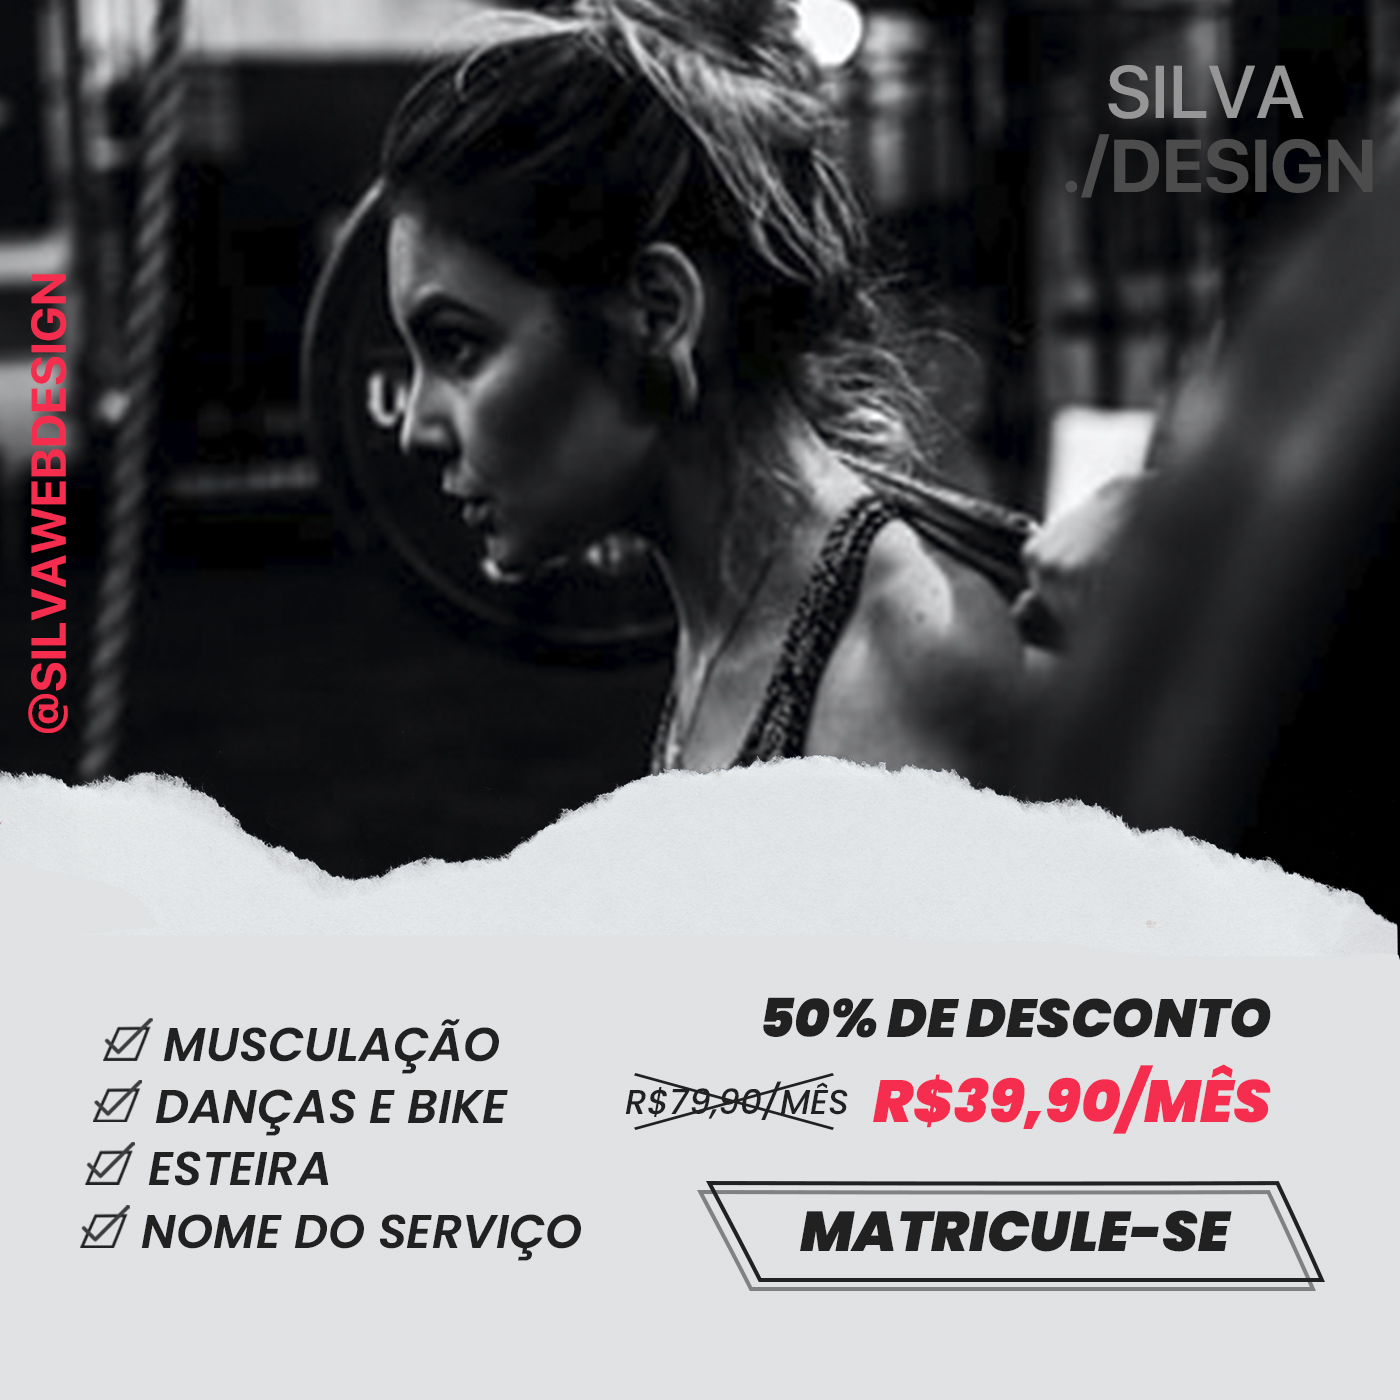 SILVA
./DESIGN
@SILVAWEBDESIGN
MUSCULAÇÃO
DANÇAS E BIKE
ESTEIRA
NOME DO SERVIÇO
50% DE DESCONTO
R$79,90/MÊS R$39,90/MÊS
MATRICULE-SE